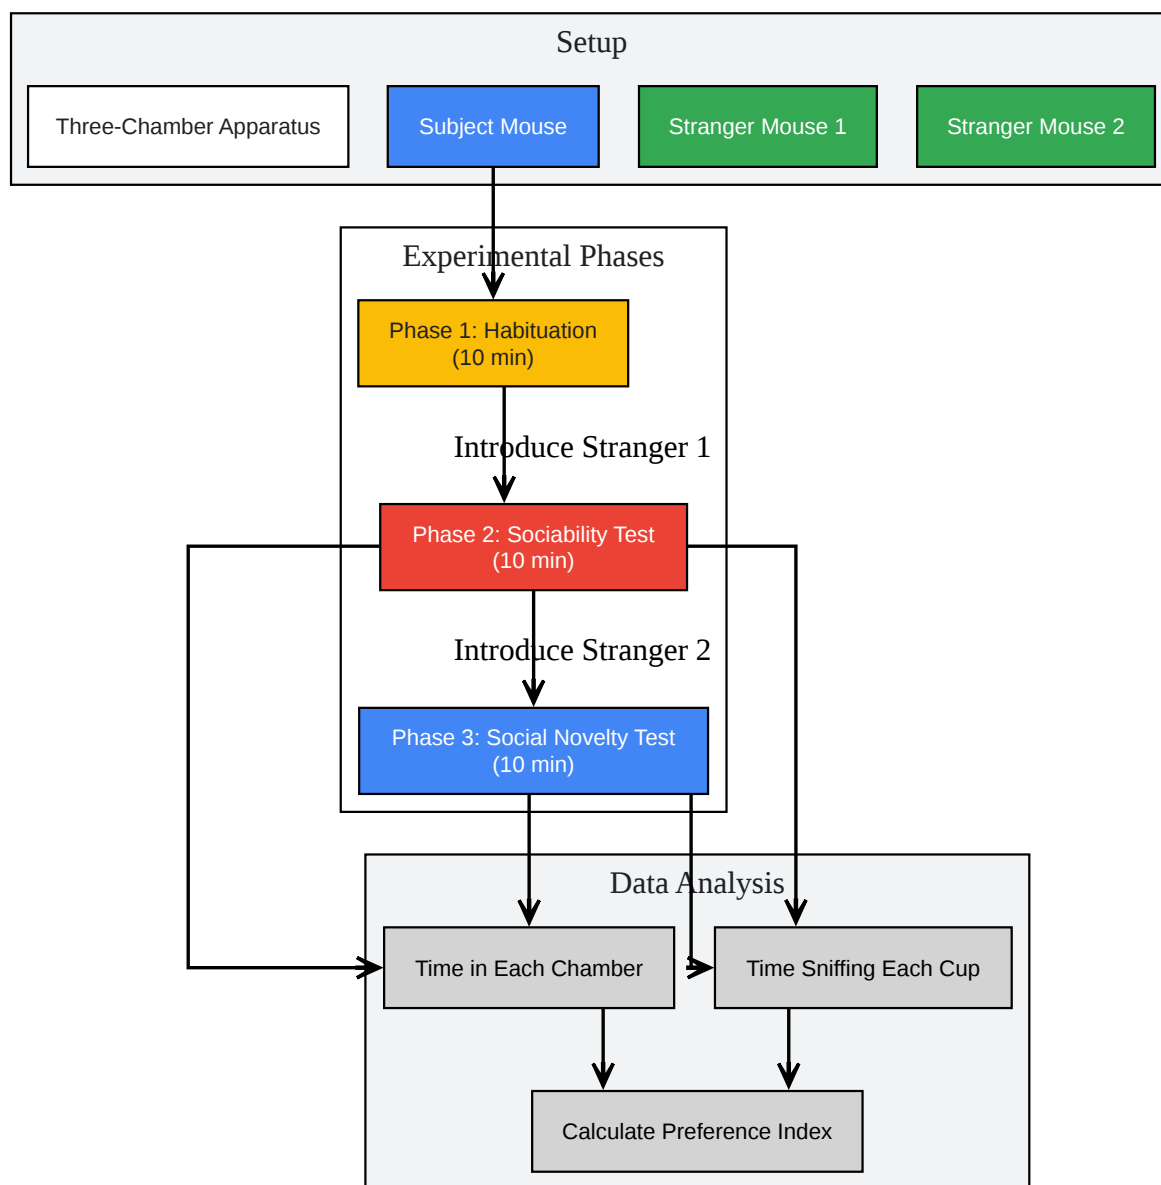 Setup
Three-Chamber Apparatus
Subject Mouse
Stranger Mouse 1
Stranger Mouse 2
Experimental Phases
Phase 1: Habituation
(10 min)
Introduce Stranger 1
Phase 2: Sociability Test
(10 min)
Introduce Stranger 2
Phase 3: Social Novelty Test
(10 min)
Data Analysis
Time in Each Chamber
Time Sniffing Each Cup
Calculate Preference Index